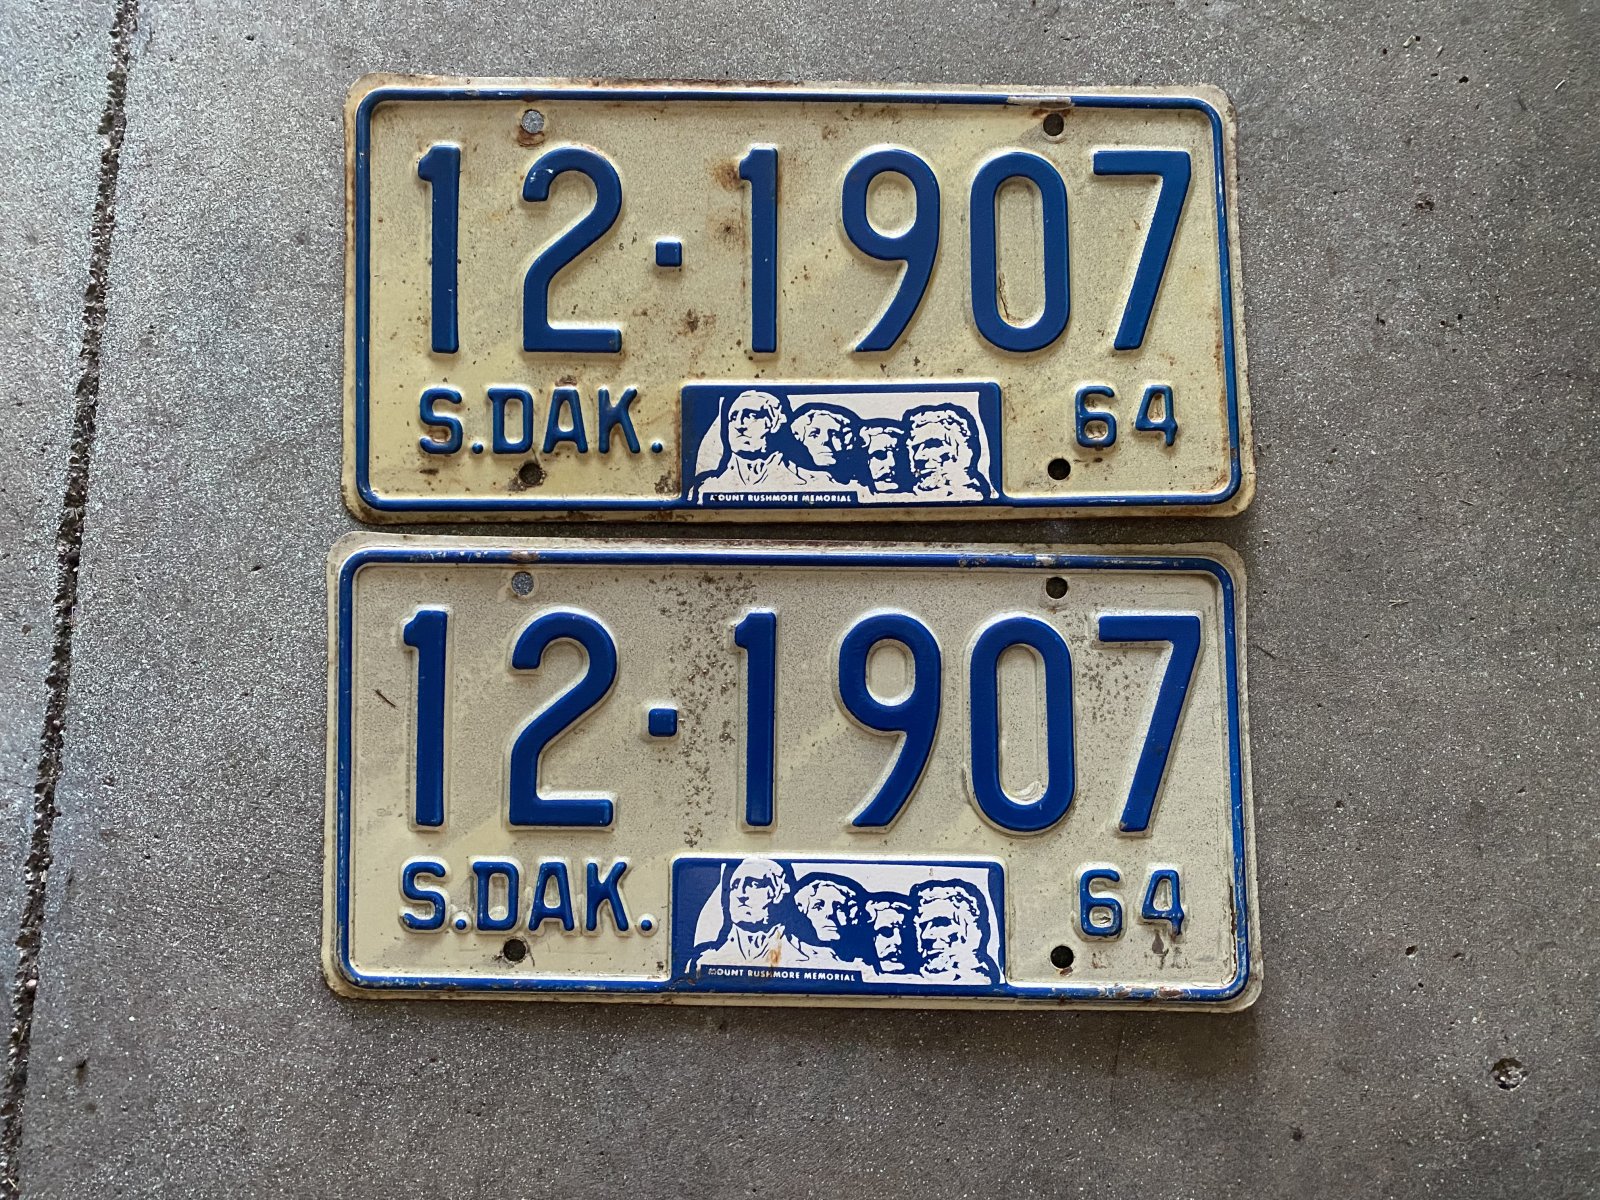 12·1907
S.DAK. 64
MOUNT RUSHMORE MEMORIAL
12·1907
S.DAK. 64
MOUNT RUSHMORE MEMORIAL